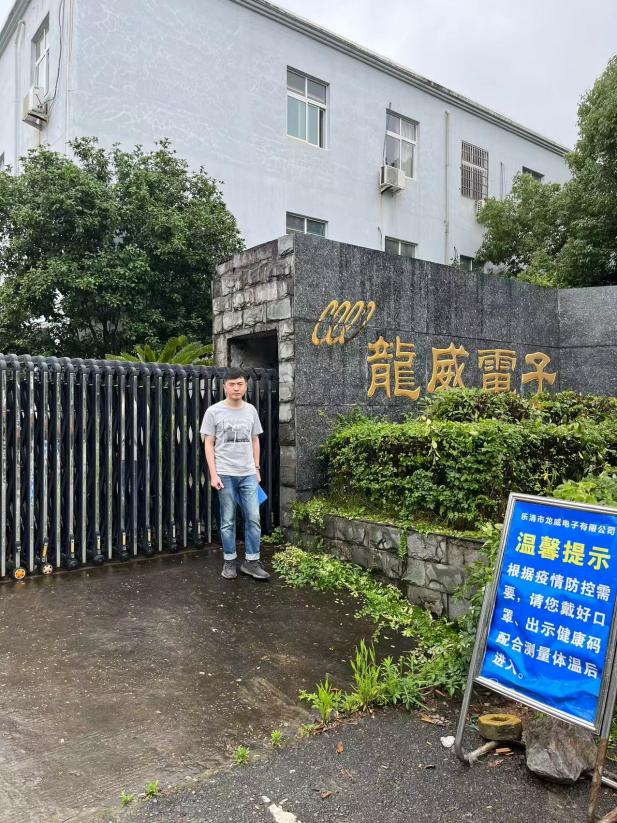 龍威電子
乐清市龙威电子有限公司
温馨提示
根据疫情防控需
要，请您戴好口
罩、出示健康码
配合测量体温后
进入。